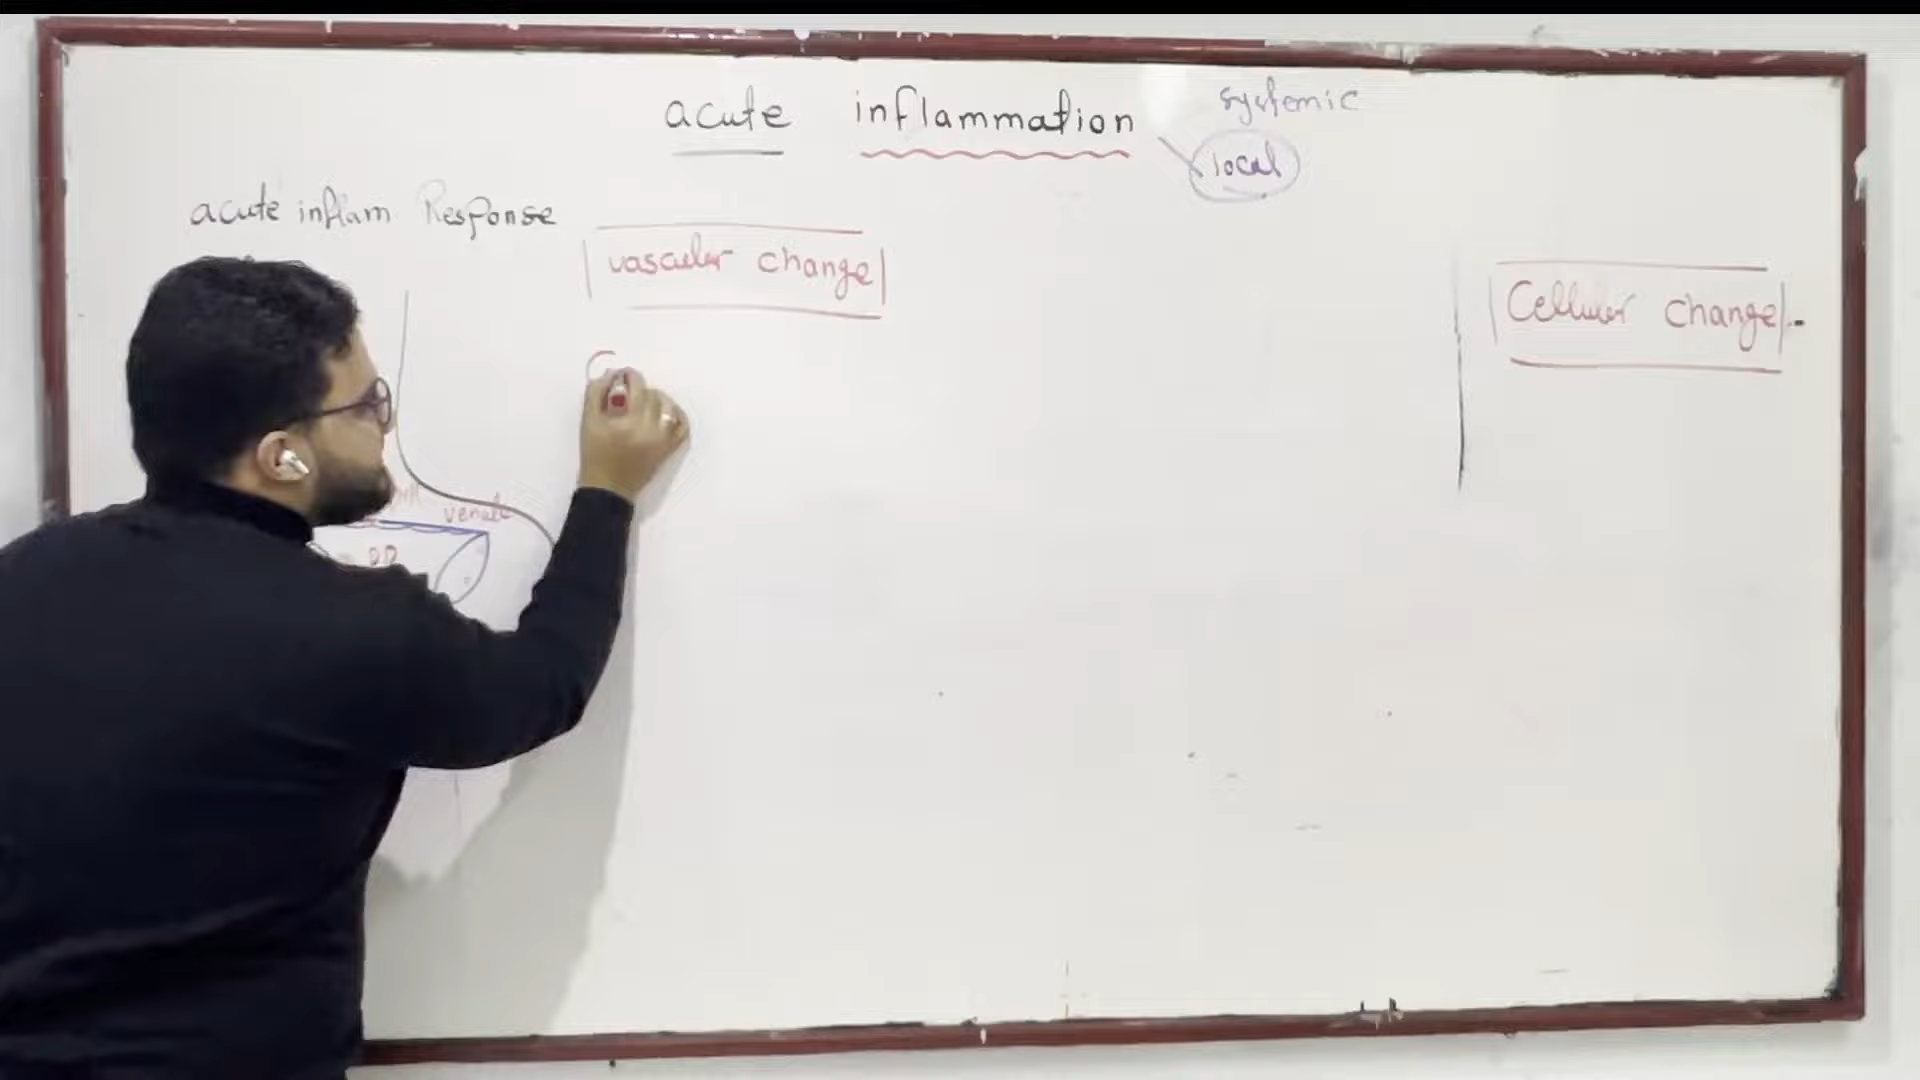 acute inflammation
systemic
local
acute inflam Response
vascular change
Cellular change
venule